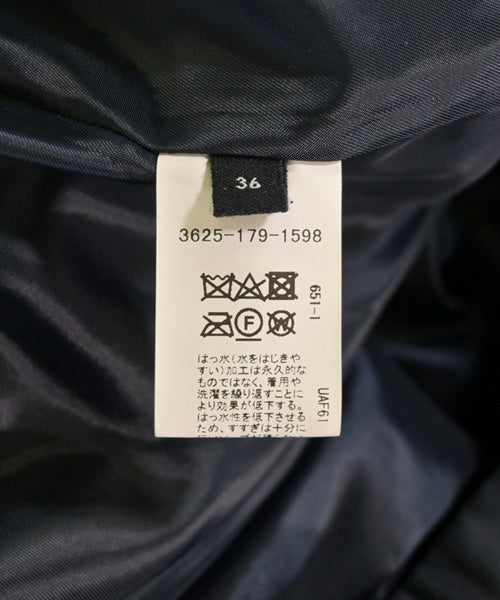 36
3625-179-1598
F W
651-1
はっ水（水をはじきや
すい）加工は永久的な
ものではなく、着用や
洗濯を繰り返すことに
より効果が低下する。
はっ水性を低下させる
ため、すすぎは十分に
UAF61